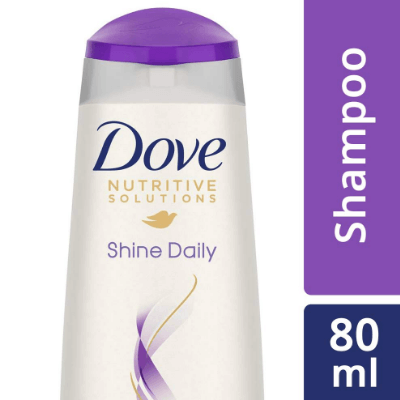 Dove
NUTRITIVE
SOLUTIONS
Shine Daily
Shampoo
80
ml